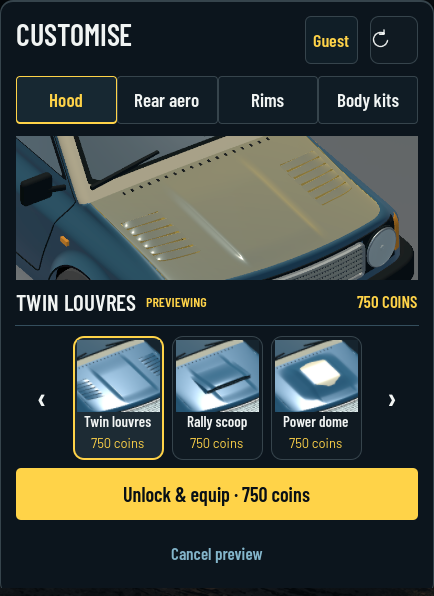 CUSTOMISE
Guest
Hood
Rear aero
Rims
Body kits
TWIN LOUVRES PREVIEWING 750 COINS
Twin louvres
750 coins
Rally scoop
750 coins
Power dome
750 coins
Unlock & equip · 750 coins
Cancel preview